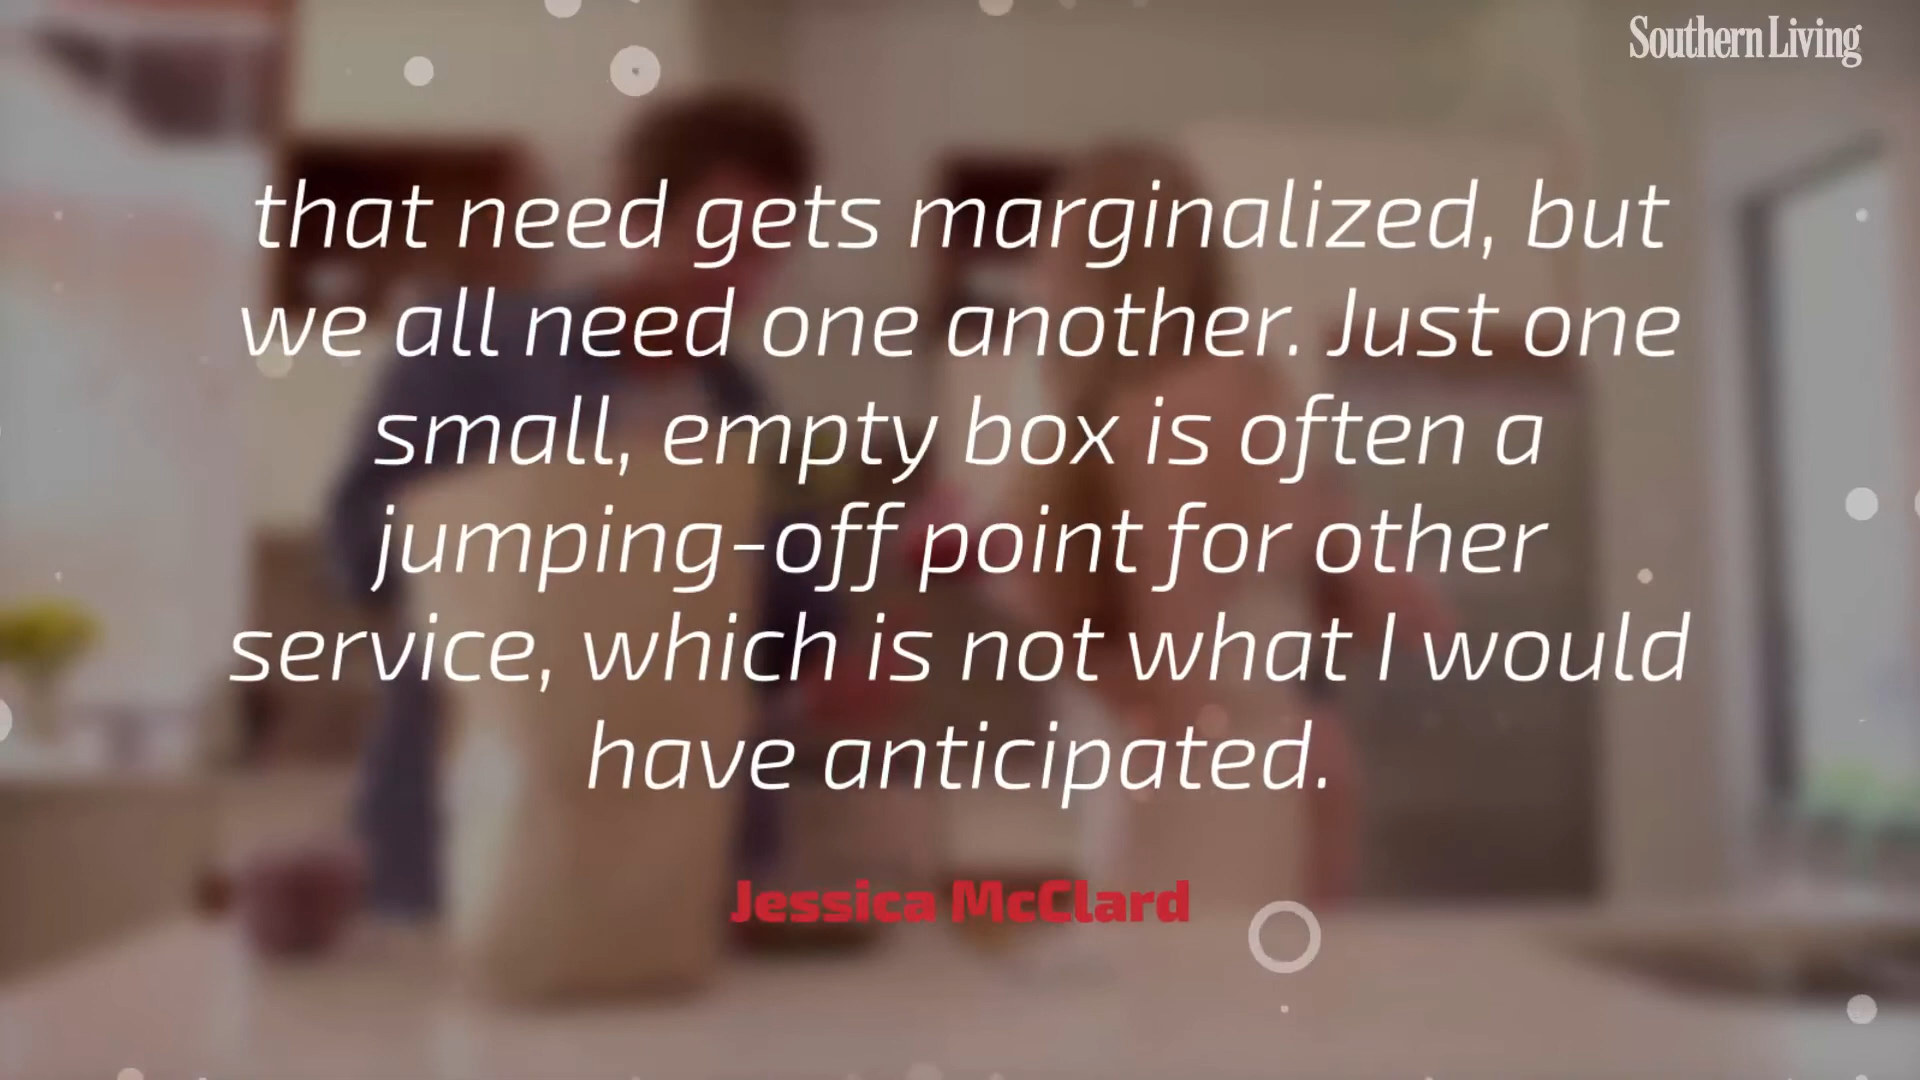 Southern Living
that need gets marginalized, but
we all need one another. Just one
small, empty box is often a
jumping-off point for other
service, which is not what I would
have anticipated.
Jessica McClard